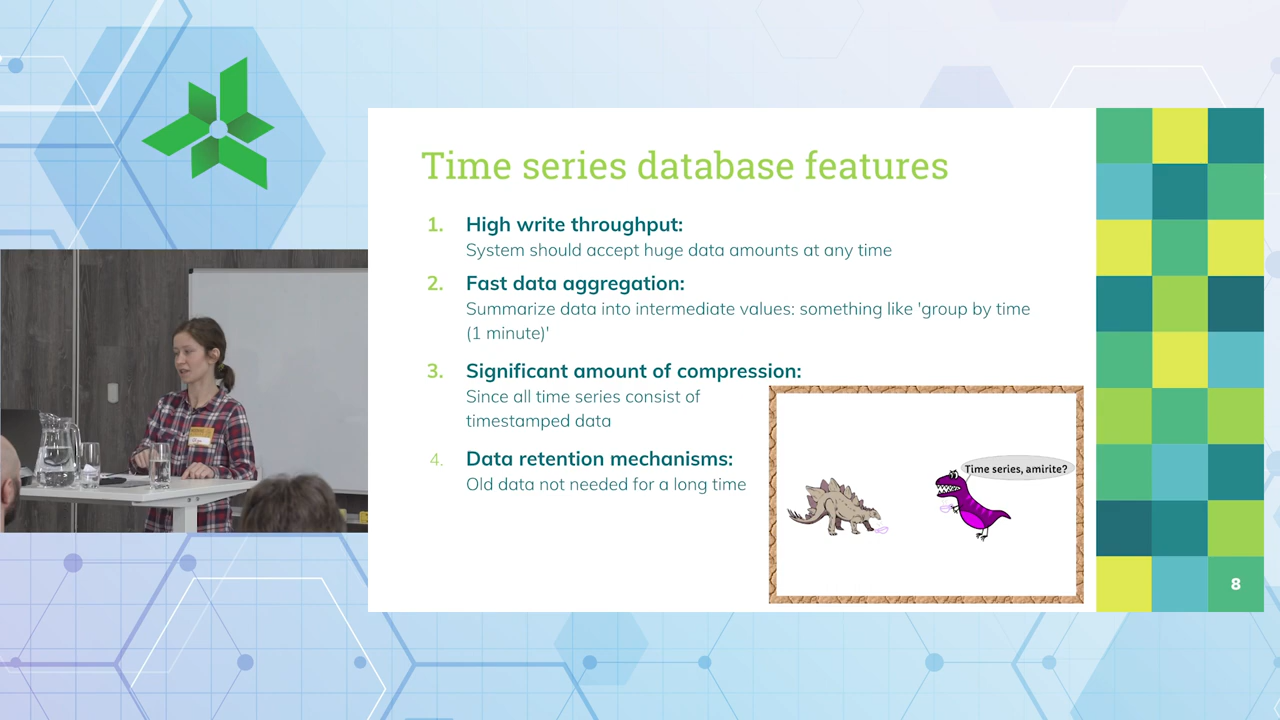 Time series database features
1. High write throughput:
System should accept huge data amounts at any time
2. Fast data aggregation:
Summarize data into intermediate values: something like 'group by time
(1 minute)'
3. Significant amount of compression:
Since all time series consist of
timestamped data
4. Data retention mechanisms:
Old data not needed for a long time
Time series, amirite?
8